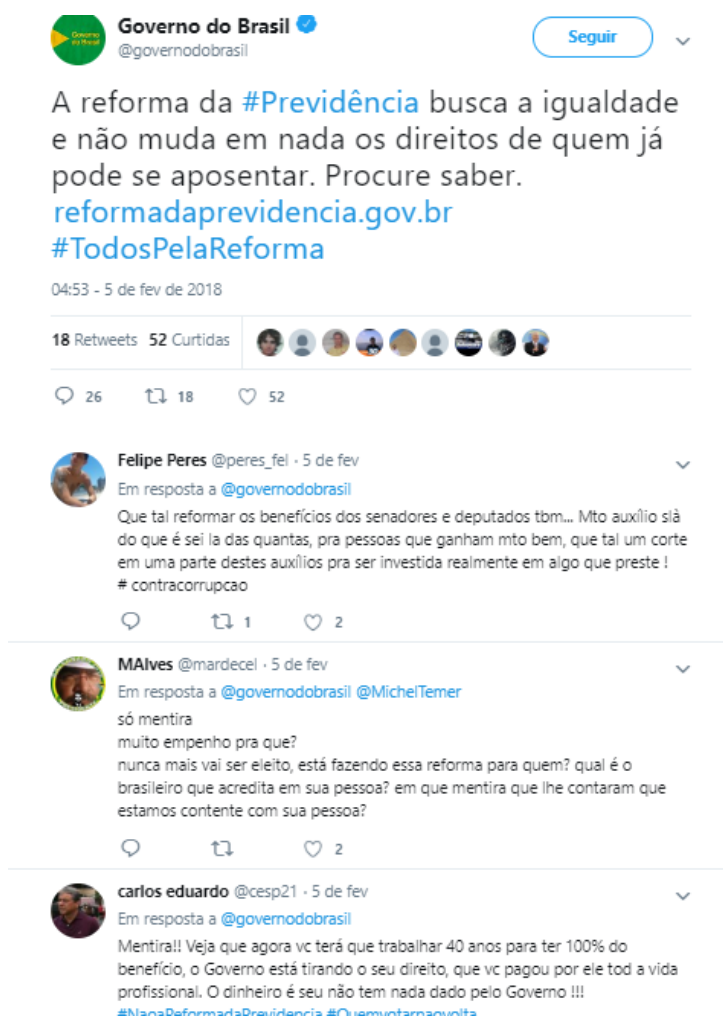 Governo do Brasil
@governodobrasil
Seguir
Governo do Brasil
A reforma da #Previdência busca a igualdade
e não muda em nada os direitos de quem já
pode se aposentar. Procure saber.
reformadaprevidencia.gov.br
#TodosPelaReforma
04:53 - 5 de fev de 2018
18 Retweets 52 Curtidas
26 18 52
Felipe Peres @peres_fel · 5 de fev
Em resposta a @governodobrasil
Que tal reformar os benefícios dos senadores e deputados tbm... Mto auxílio slà
do que é sei la das quantas, pra pessoas que ganham mto bem, que tal um corte
em uma parte destes auxílios pra ser investida realmente em algo que preste !
# contracorrupcao
1 2
MAlves @mardecel · 5 de fev
Em resposta a @governodobrasil @MichelTemer
só mentira
muito empenho pra que?
nunca mais vai ser eleito, está fazendo essa reforma para quem? qual é o
brasileiro que acredita em sua pessoa? em que mentira que lhe contaram que
estamos contente com sua pessoa?
2
carlos eduardo @cesp21 · 5 de fev
Em resposta a @governodobrasil
Mentira!! Veja que agora vc terá que trabalhar 40 anos para ter 100% do
benefício, o Governo está tirando o seu direito, que vc pagou por ele tod a vida
profissional. O dinheiro é seu não tem nada dado pelo Governo !!!
#NaoaReformadaPrevidencia #Quemvotarnaovolta